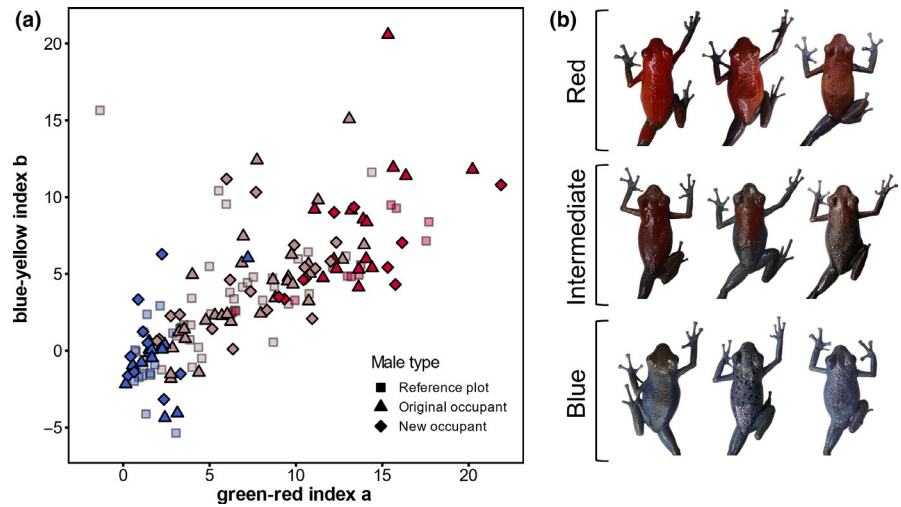 (a)
blue-yellow index b
20
15
10
5
0
−5
0 5 10 15 20
green-red index a
Male type
Reference plot
Original occupant
New occupant
(b)
Red
Intermediate
Blue